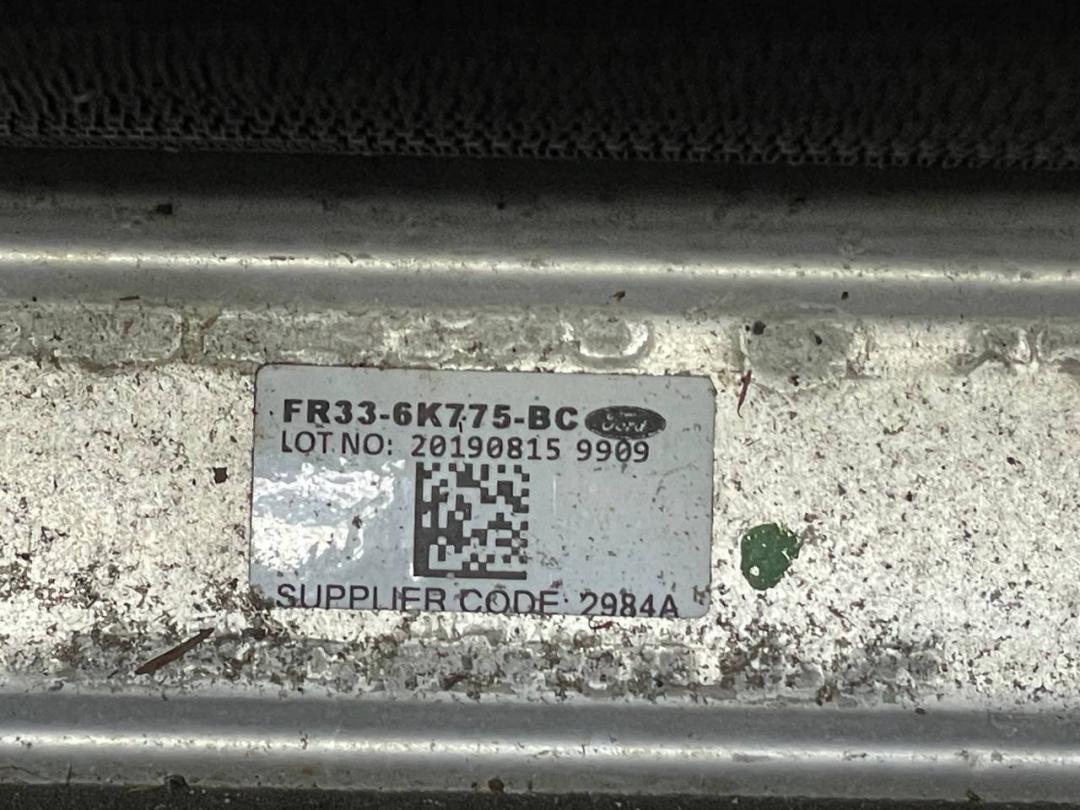 FR33-6K775-BC Ford
LOT NO: 20190815 9909
SUPPLIER CODE: 2984A